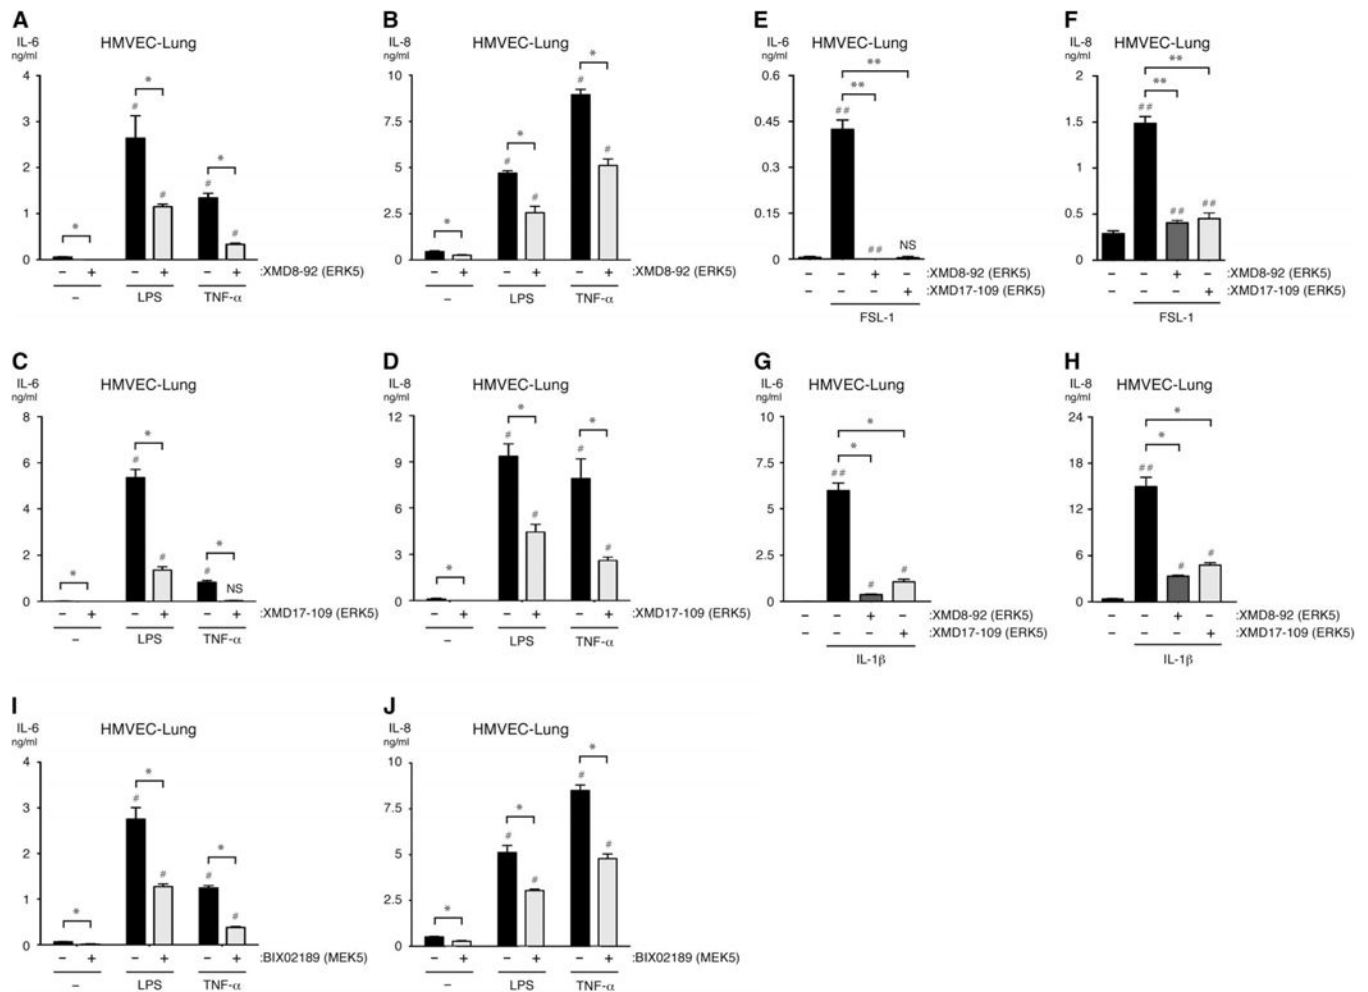 A
IL-6
ng/ml
HMVEC-Lung
4
3
2
1
0
*
#
*
#
#
*
#
– + – + – + :XMD8-92 (ERK5)
– LPS TNF-α
B
IL-8
ng/ml
HMVEC-Lung
10
7.5
5
2.5
0
*
#
*
#
#
*
#
– + – + – + :XMD8-92 (ERK5)
– LPS TNF-α
E
IL-6
ng/ml
HMVEC-Lung
0.6
0.45
0.3
0.15
0
**
**
##
##
NS
– – + – :XMD8-92 (ERK5)
– – – + :XMD17-109 (ERK5)
FSL-1
F
IL-8
ng/ml
HMVEC-Lung
2
1.5
1
0.5
0
**
**
##
##
##
– – + – :XMD8-92 (ERK5)
– – – + :XMD17-109 (ERK5)
FSL-1
C
IL-6
ng/ml
HMVEC-Lung
8
6
4
2
0
*
#
*
#
#
*
NS
– + – + – + :XMD17-109 (ERK5)
– LPS TNF-α
D
IL-8
ng/ml
HMVEC-Lung
12
9
6
3
0
*
#
*
#
#
*
#
– + – + – + :XMD17-109 (ERK5)
– LPS TNF-α
G
IL-6
ng/ml
HMVEC-Lung
10
7.5
5
2.5
0
*
*
##
#
#
– – + – :XMD8-92 (ERK5)
– – – + :XMD17-109 (ERK5)
IL-1β
H
IL-8
ng/ml
HMVEC-Lung
24
18
12
6
0
*
*
##
#
#
– – + – :XMD8-92 (ERK5)
– – – + :XMD17-109 (ERK5)
IL-1β
I
IL-6
ng/ml
HMVEC-Lung
4
3
2
1
0
*
#
*
#
#
*
#
– + – + – + :BIX02189 (MEK5)
– LPS TNF-α
J
IL-8
ng/ml
HMVEC-Lung
10
7.5
5
2.5
0
*
#
*
#
#
*
#
– + – + – + :BIX02189 (MEK5)
– LPS TNF-α